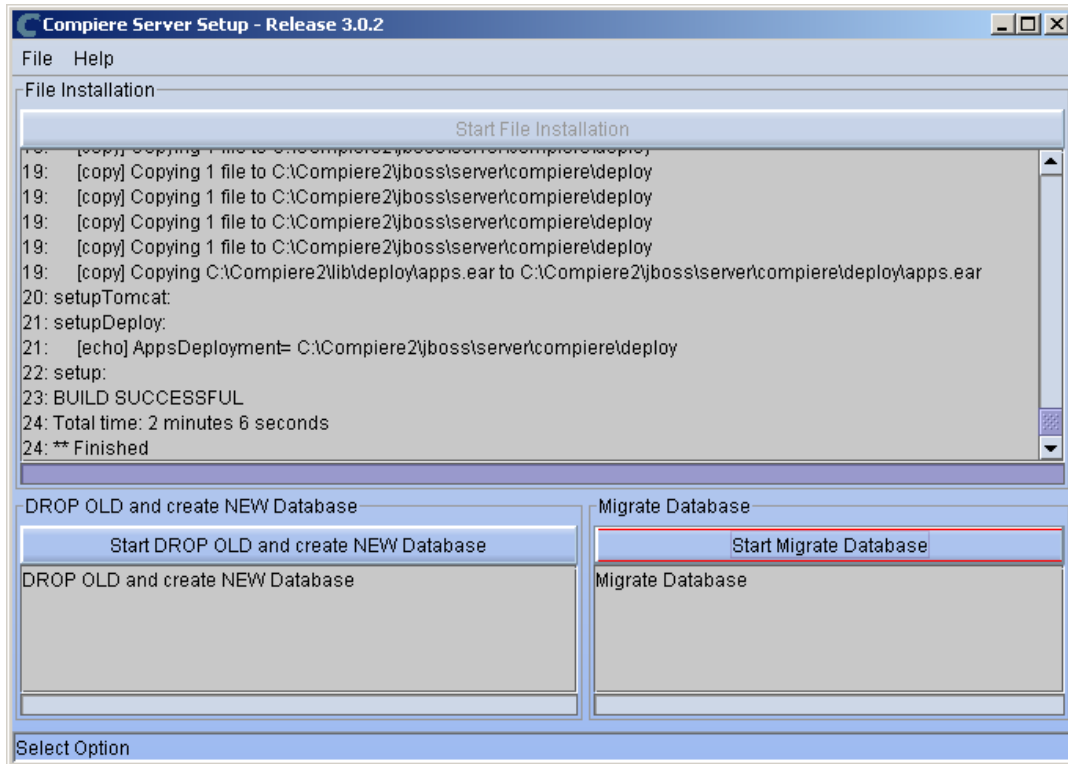 Compiere Server Setup - Release 3.0.2
File Help
File Installation
Start File Installation
19: [copy] Copying 1 file to C:\Compiere2\jboss\server\compiere\deploy
19: [copy] Copying 1 file to C:\Compiere2\jboss\server\compiere\deploy
19: [copy] Copying 1 file to C:\Compiere2\jboss\server\compiere\deploy
19: [copy] Copying 1 file to C:\Compiere2\jboss\server\compiere\deploy
19: [copy] Copying C:\Compiere2\lib\deploy\apps.ear to C:\Compiere2\jboss\server\compiere\deploy\apps.ear
20: setupTomcat:
21: setupDeploy:
21: [echo] AppsDeployment= C:\Compiere2\jboss\server\compiere\deploy
22: setup:
23: BUILD SUCCESSFUL
24: Total time: 2 minutes 6 seconds
24: ** Finished
DROP OLD and create NEW Database
Start DROP OLD and create NEW Database
DROP OLD and create NEW Database
Migrate Database
Start Migrate Database
Migrate Database
Select Option